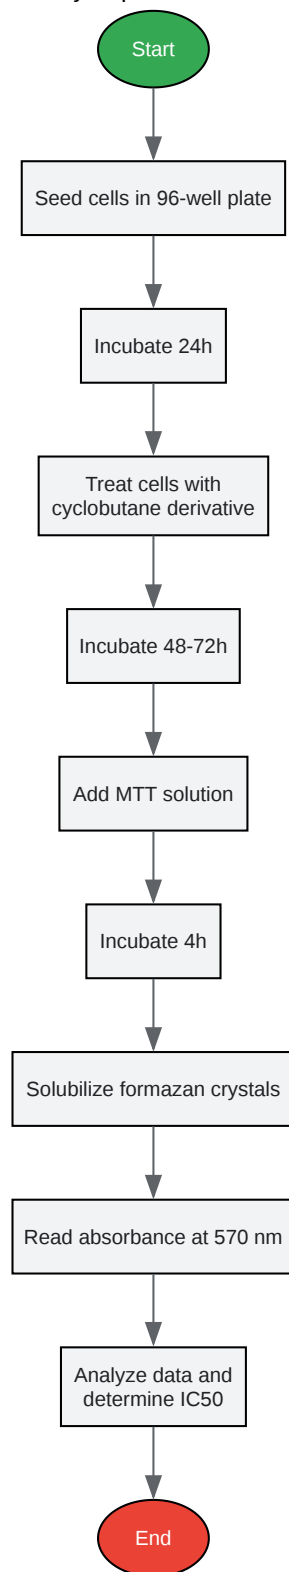 Start
Seed cells in 96-well plate
Incubate 24h
Treat cells with
cyclobutane derivative
Incubate 48-72h
Add MTT solution
Incubate 4h
Solubilize formazan crystals
Read absorbance at 570 nm
Analyze data and
determine IC50
End